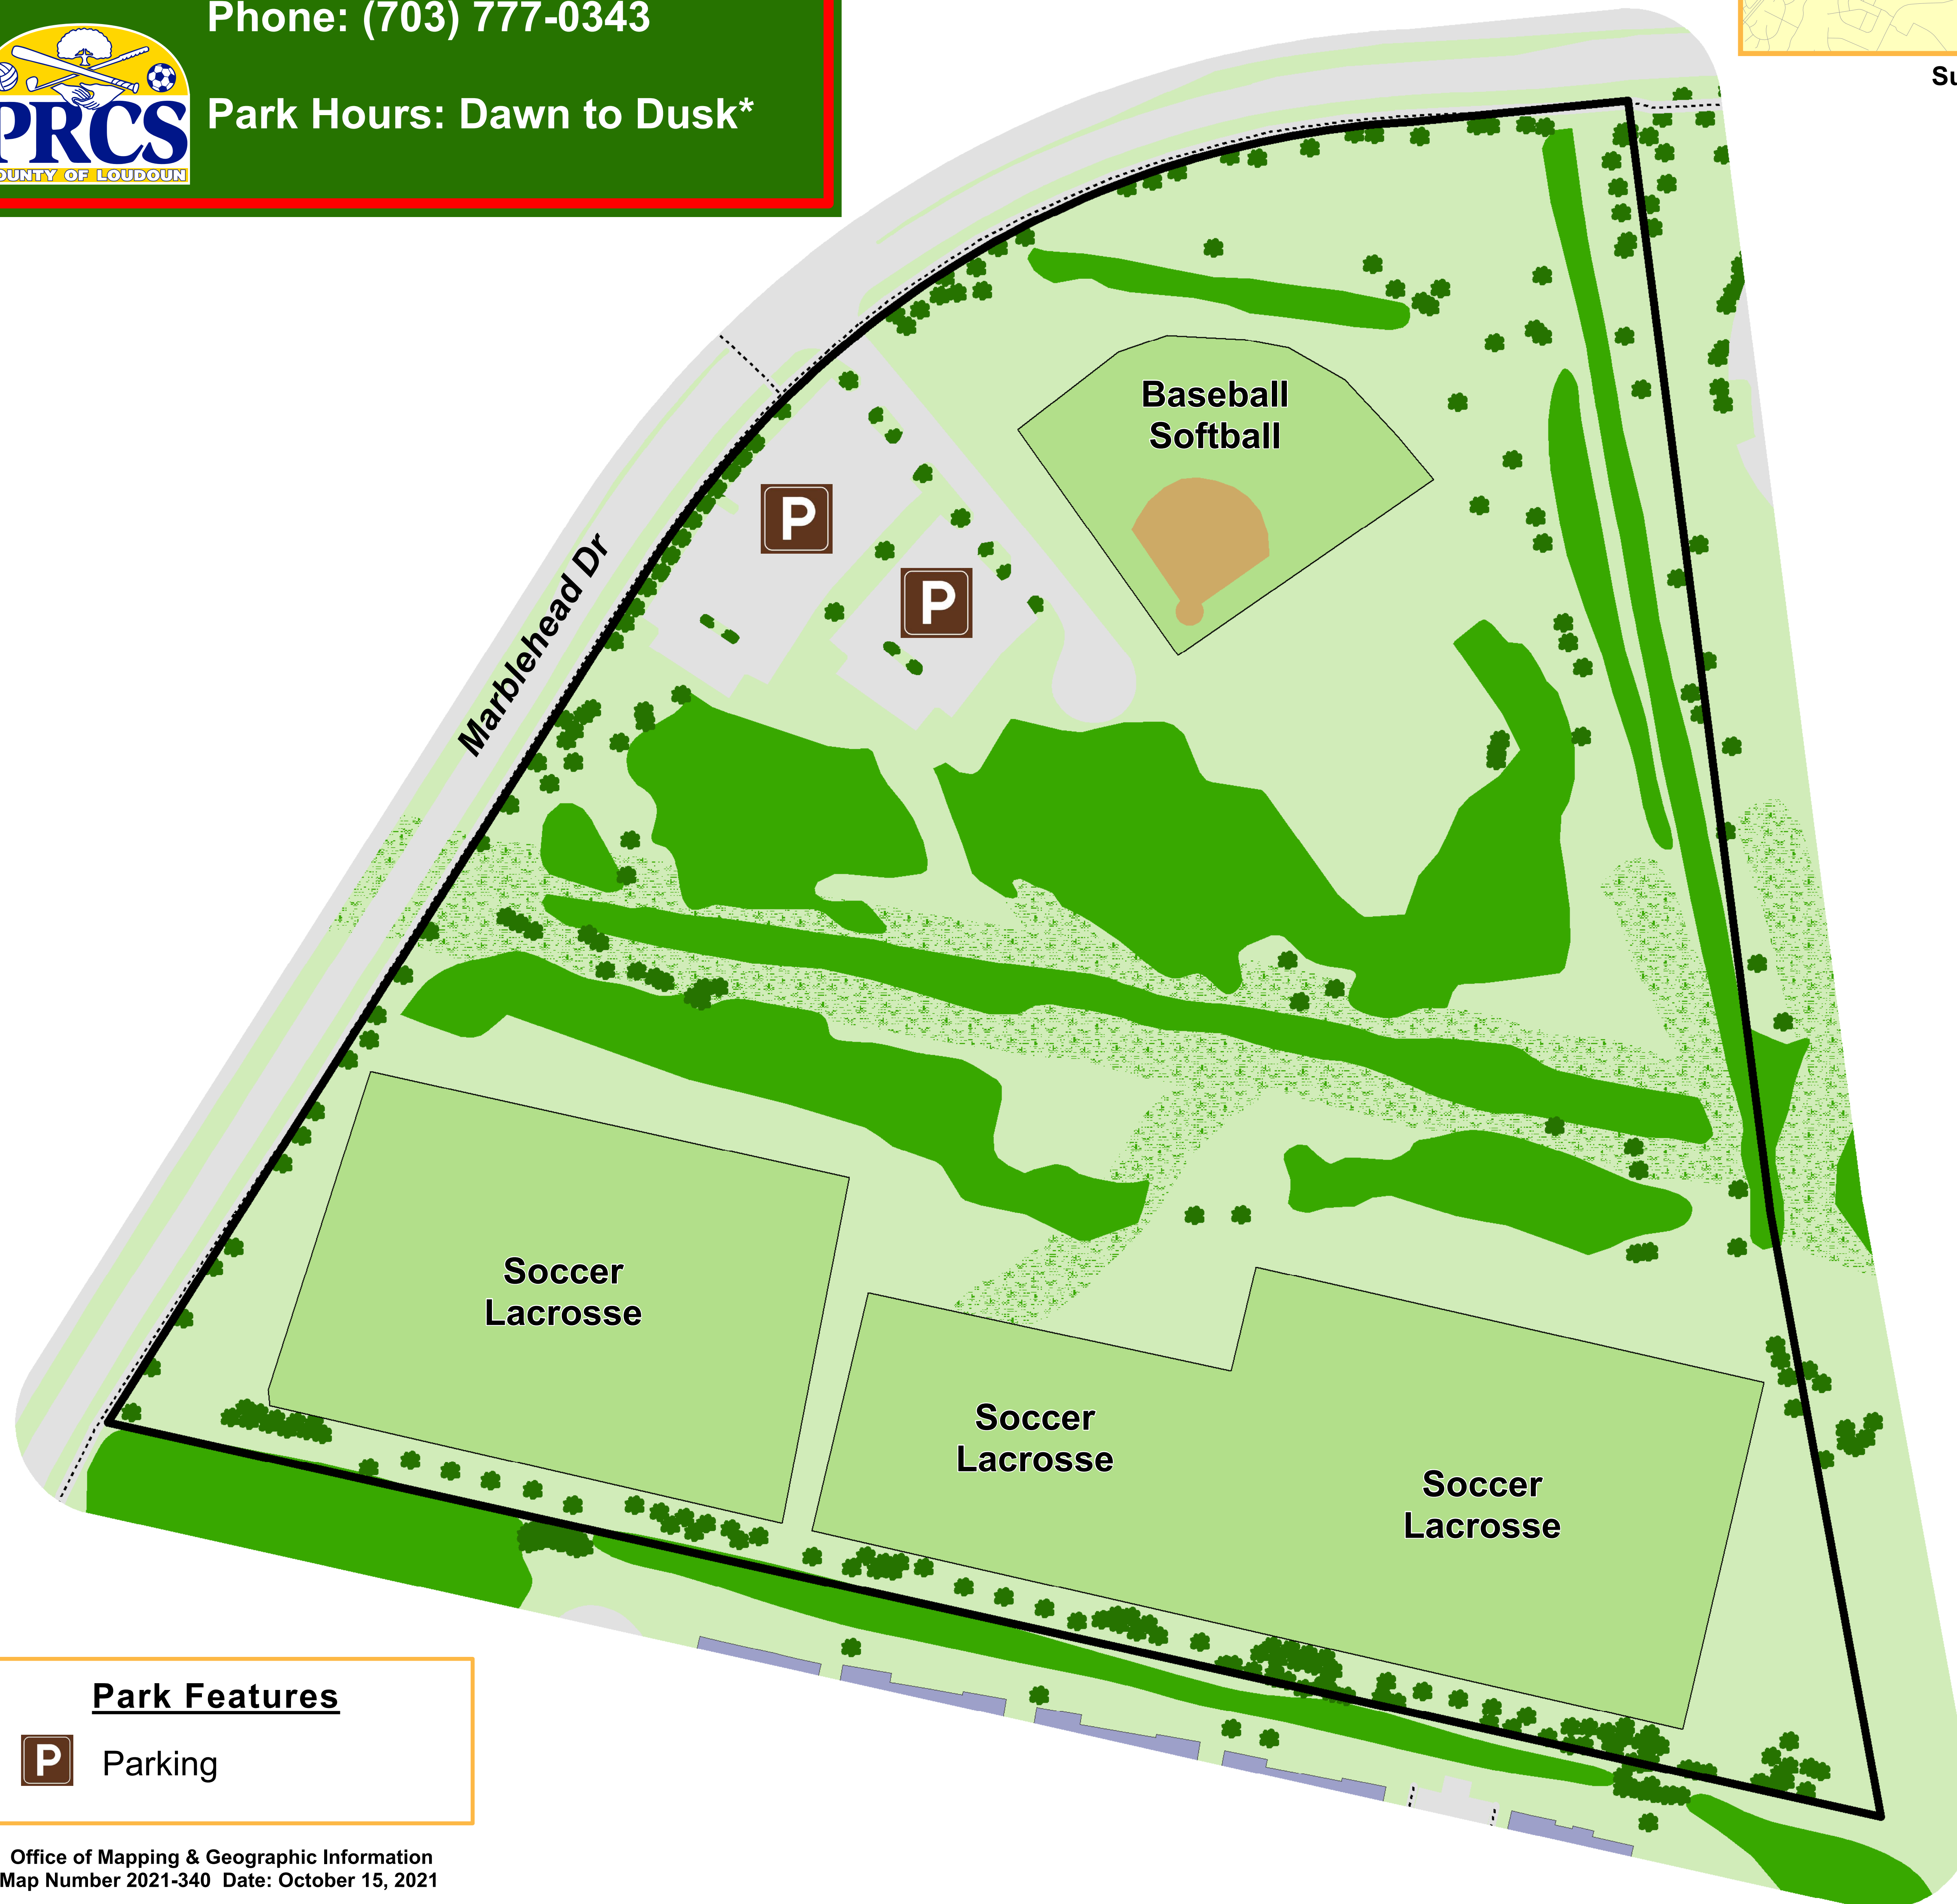 Phone: (703) 777-0343
PRCS
Park Hours: Dawn to Dusk*
COUNTY OF LOUDOUN
Su
Baseball
Softball
P
P
Marblehead Dr
Soccer
Lacrosse
Soccer
Lacrosse
Soccer
Lacrosse
Park Features
P Parking
Office of Mapping & Geographic Information
Map Number 2021-340 Date: October 15, 2021